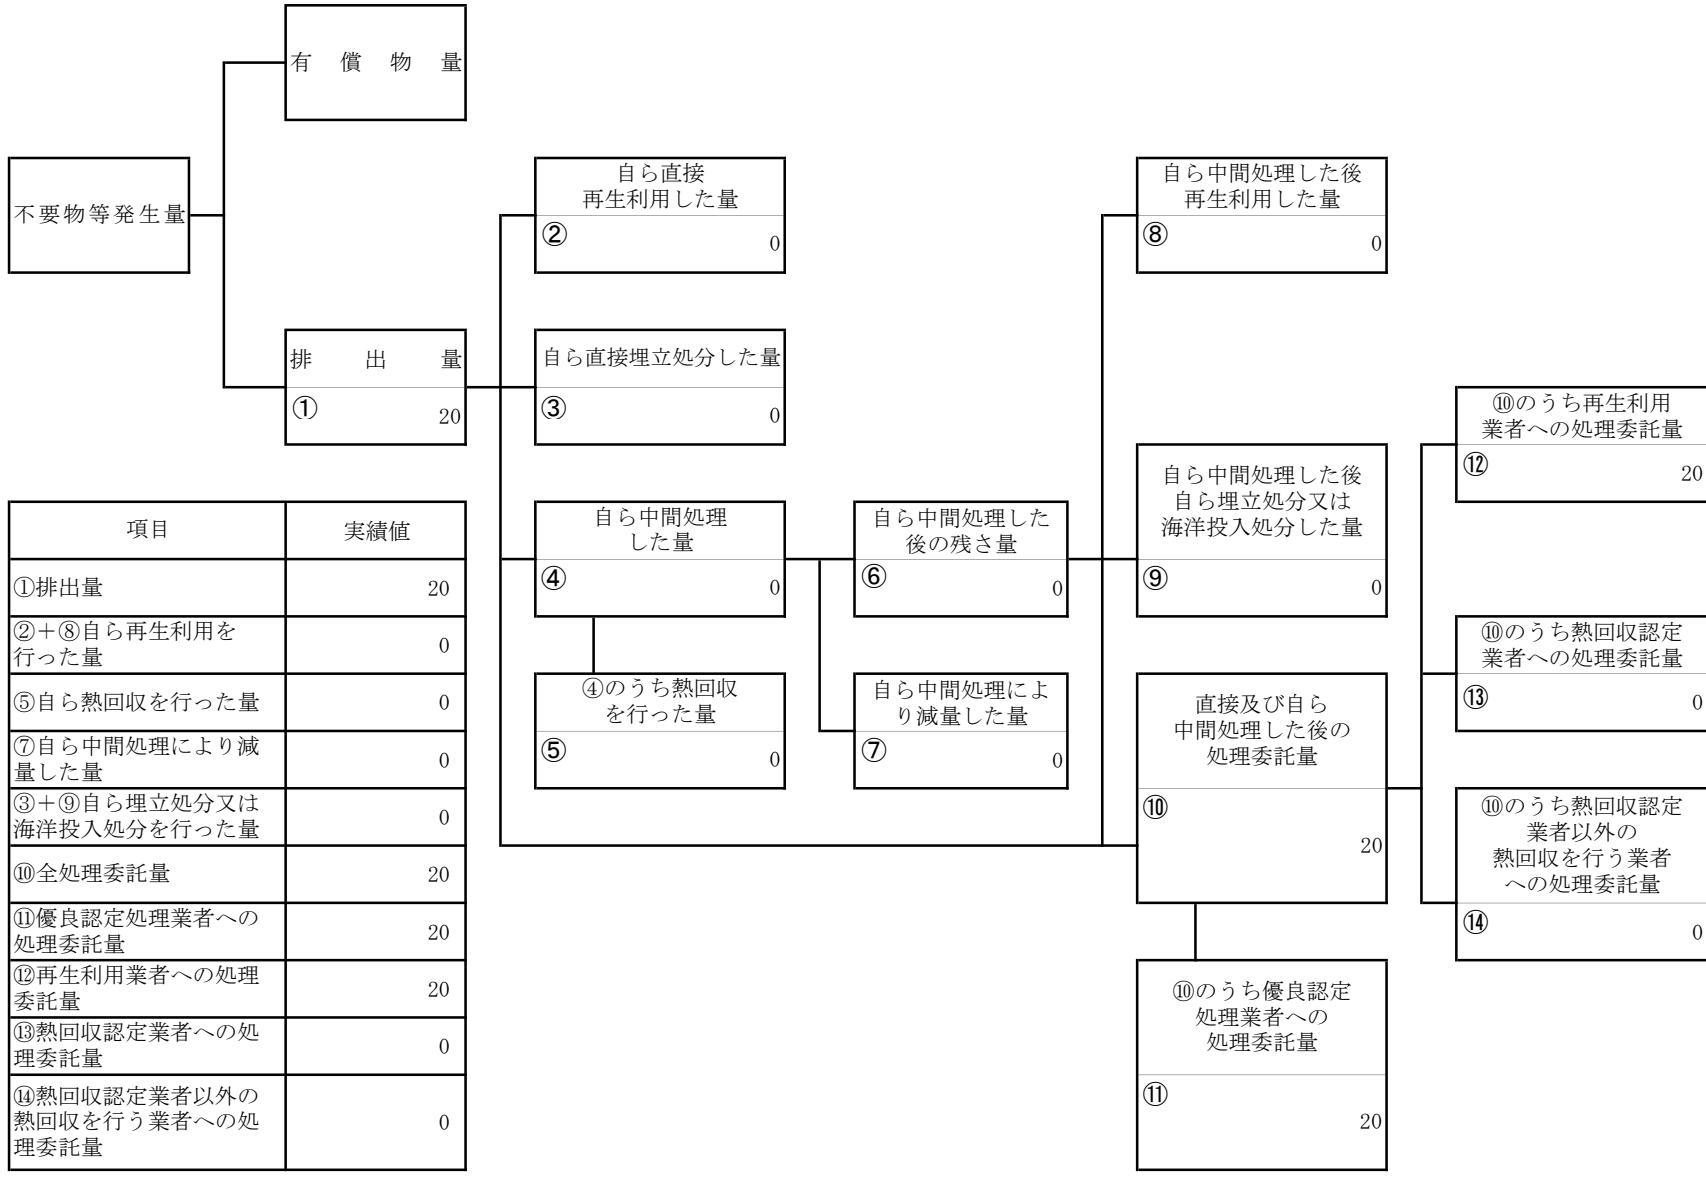 有償物量
不要物等発生量
排出量
① 20
自ら直接
再生利用した量
② 0
自ら直接埋立処分した量
③ 0
自ら中間処理
した量
④ 0
④のうち熱回収
を行った量
⑤ 0
自ら中間処理した
後の残さ量
⑥ 0
自ら中間処理によ
り減量した量
⑦ 0
自ら中間処理した後
再生利用した量
⑧ 0
自ら中間処理した後
自ら埋立処分又は
海洋投入処分した量
⑨ 0
直接及び自ら
中間処理した後の
処理委託量
⑩
20
⑩のうち優良認定
処理業者への
処理委託量
⑪
20
⑩のうち再生利用
業者への処理委託量
⑫ 20
⑩のうち熱回収認定
業者への処理委託量
⑬ 0
⑩のうち熱回収認定
業者以外の
熱回収を行う業者
への処理委託量
⑭ 0
項目 実績値
①排出量 20
②+⑧自ら再生利用を
行った量 0
⑤自ら熱回収を行った量 0
⑦自ら中間処理により減
量した量 0
③+⑨自ら埋立処分又は
海洋投入処分を行った量 0
⑩全処理委託量 20
⑪優良認定処理業者への
処理委託量 20
⑫再生利用業者への処理
委託量 20
⑬熱回収認定業者への処
理委託量 0
⑭熱回収認定業者以外の
熱回収を行う業者への処
理委託量 0